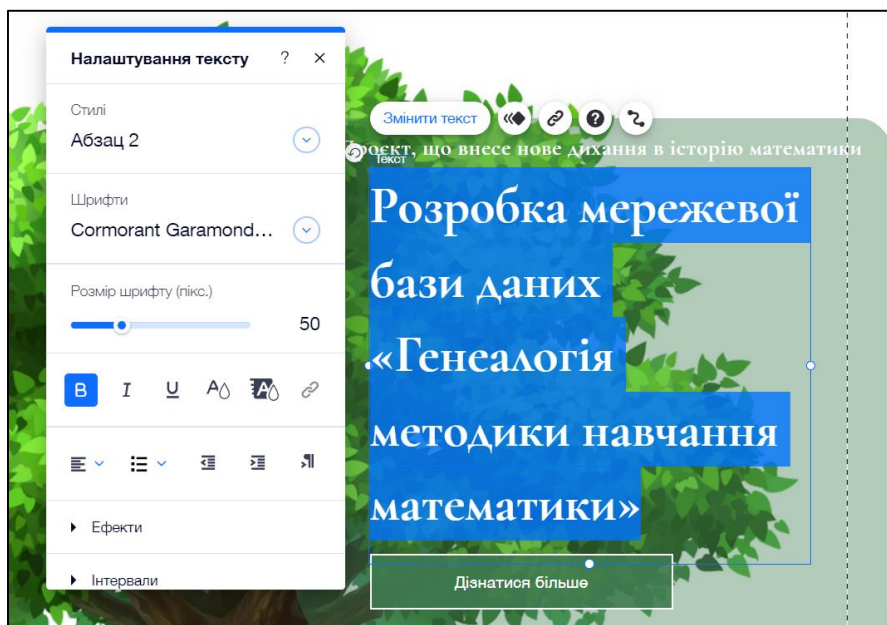 Налаштування тексту ? ×
Стилі
Абзац 2
Шрифти
Cormorant Garamond...
Розмір шрифту (пікс.)
50
B I U A A
Ефекти
Інтервали
Змінити текст
Проєкт, що внесе нове дихання в історію математики
Текст
Розробка мережевої
бази даних
«Генеалогія
методики навчання
математики»
Дізнатися більше